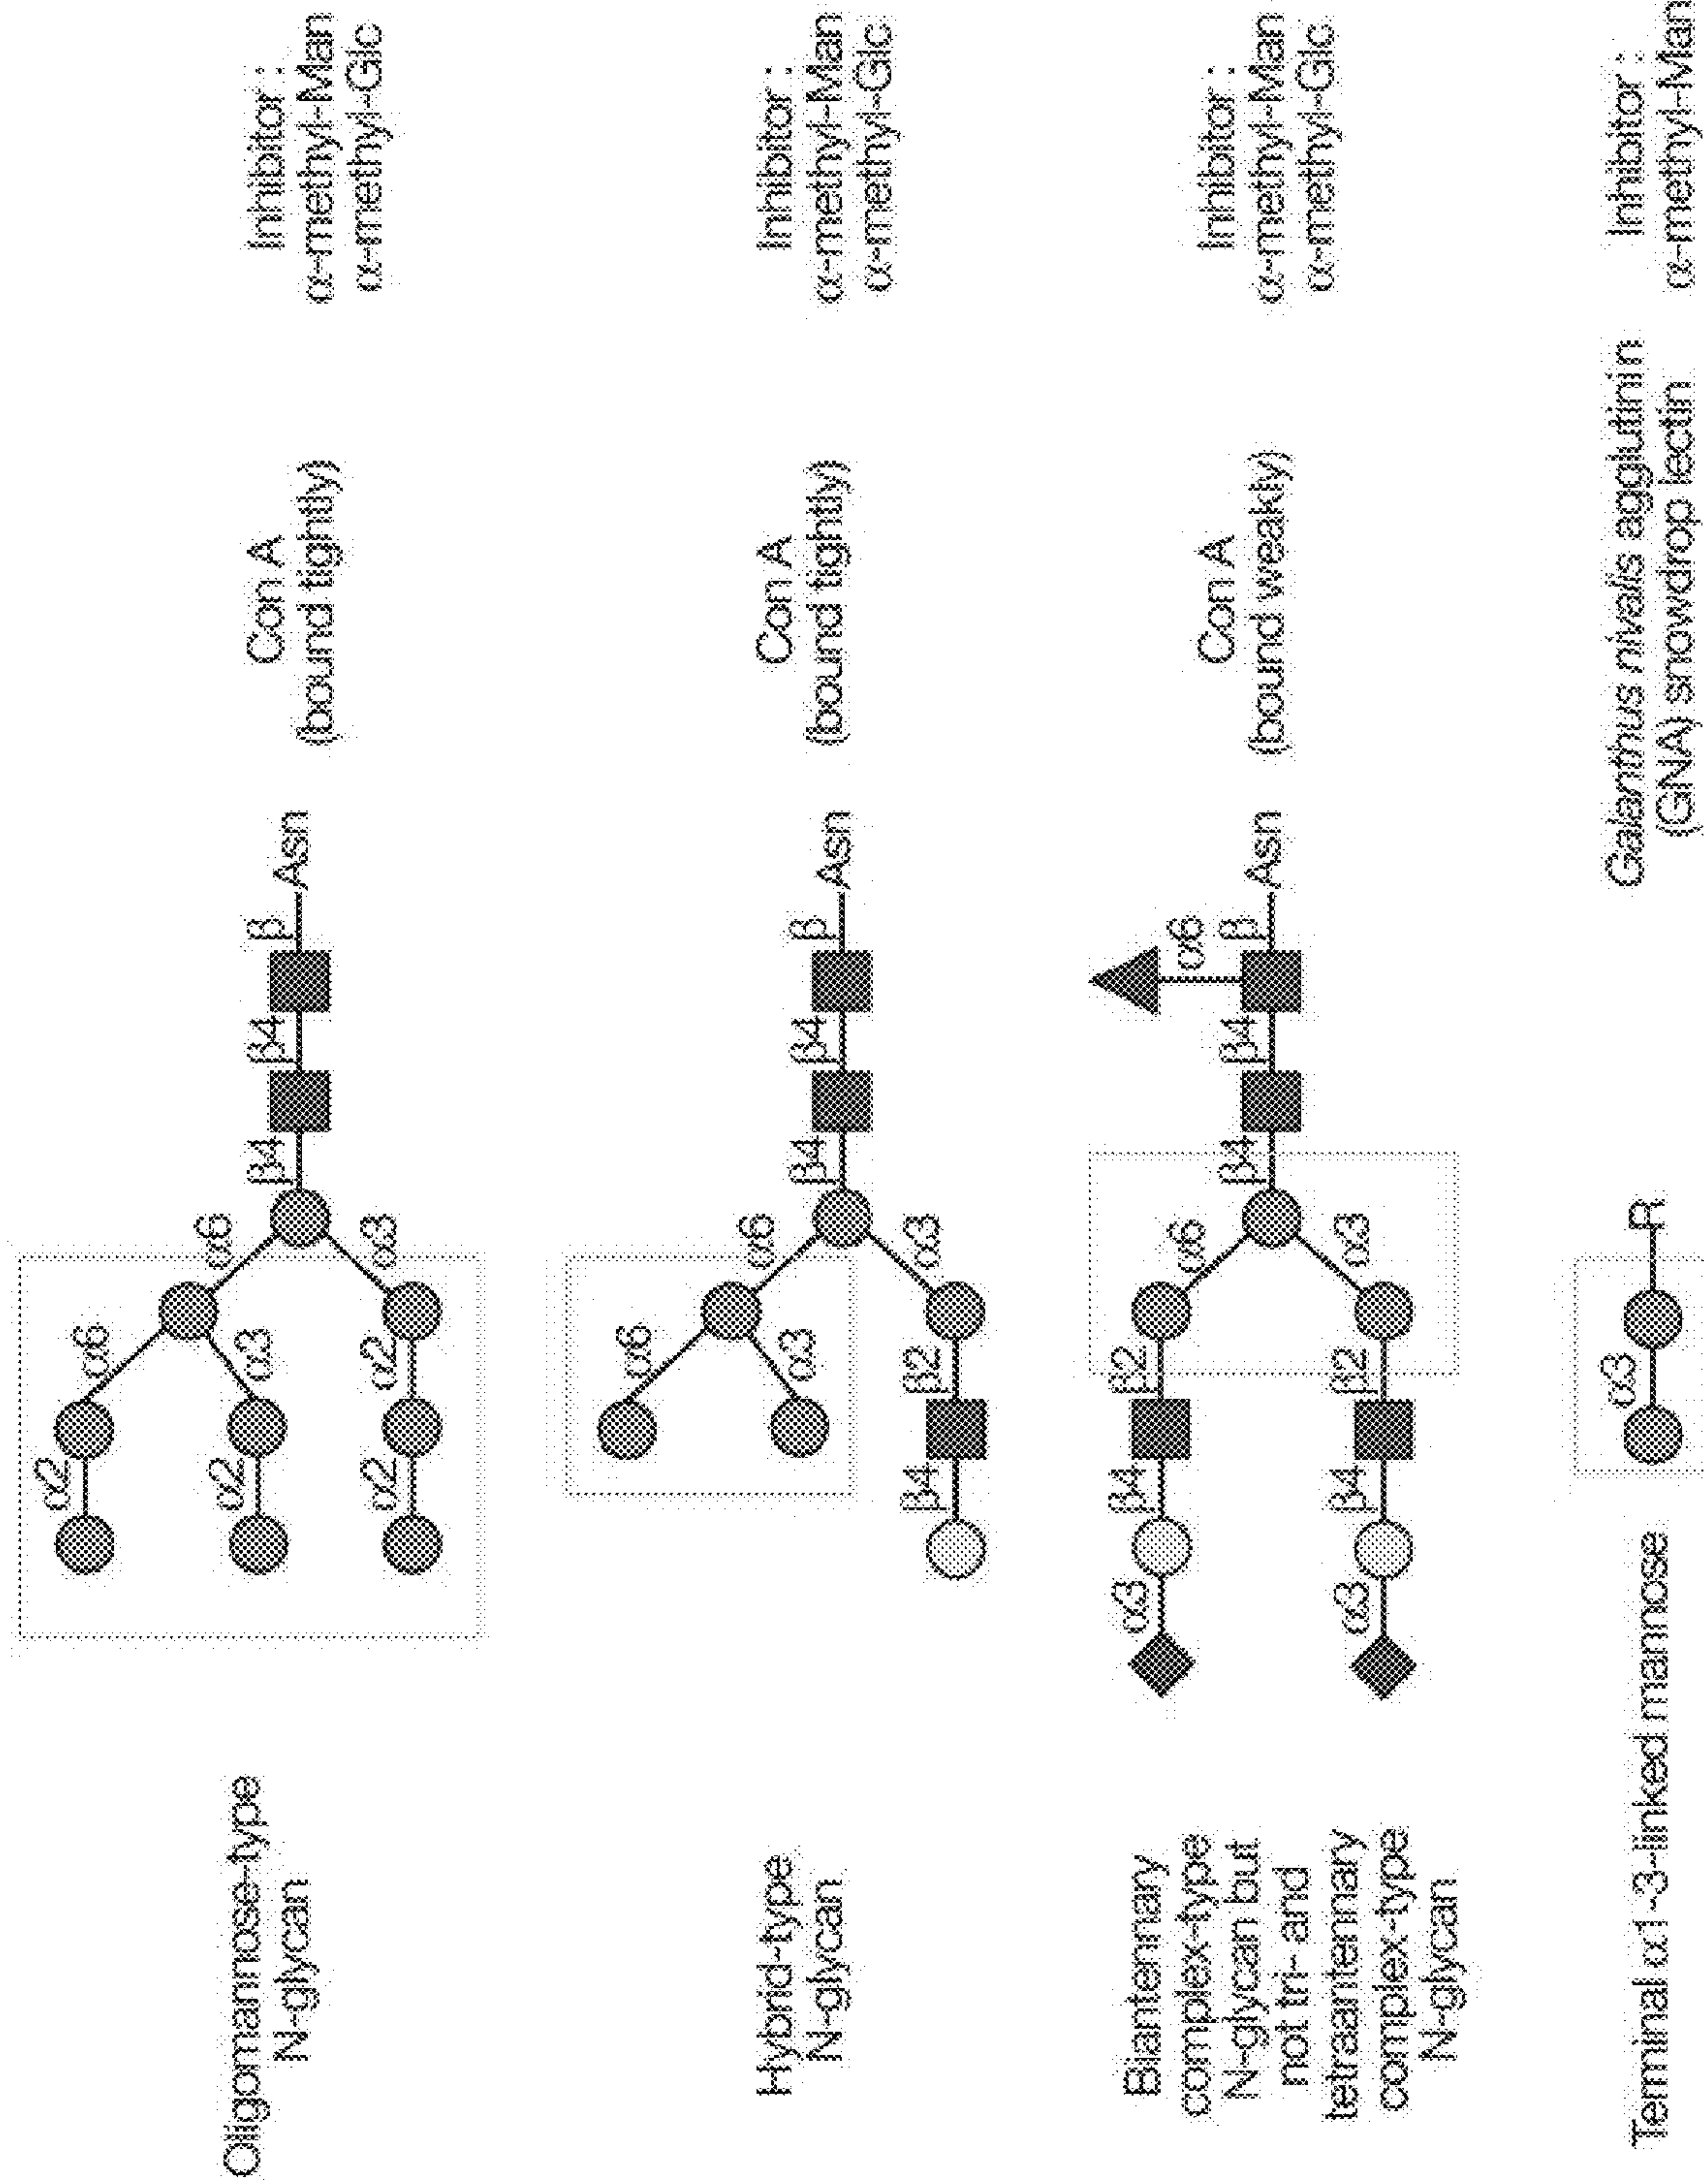 Oligomannose-type
N-glycan
α2
α6
α2
α3
α2
α2
α6
α3
β4
β4
β
Asn
Con A
(bound tightly)
Inhibitor :
α-methyl-Man
α-methyl-Glc
Hybrid-type
N-glycan
α6
α3
β4
β2
α6
α3
β4
β4
β
Asn
Con A
(bound tightly)
Inhibitor :
α-methyl-Man
α-methyl-Glc
Biantennary
complex-type
N-glycan but
not tri- and
tetraantennary
complex-type
N-glycan
α3
β4
β2
α6
α3
β4
β2
α3
β4
β4
α6
β
Asn
Con A
(bound weakly)
Inhibitor :
α-methyl-Man
α-methyl-Glc
Terminal α1-3-linked mannose
α3
R
Galanthus nivalis agglutinin
(GNA) snowdrop lectin
Inhibitor :
α-methyl-Man